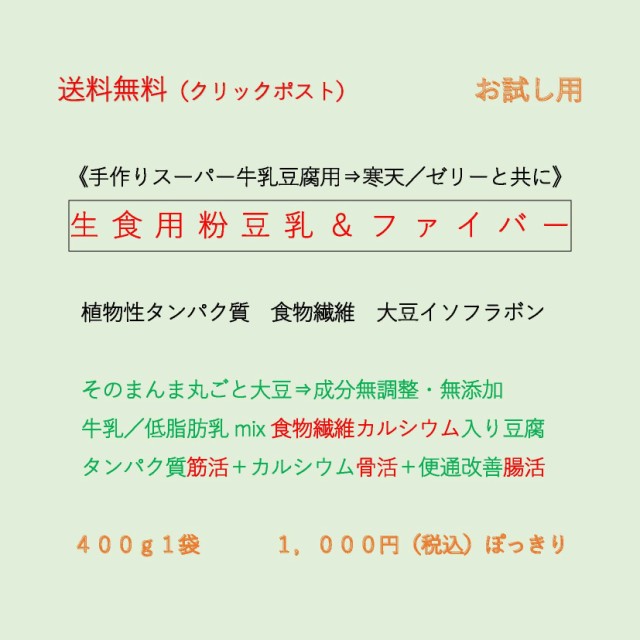 送料無料（クリックポスト）　お試し用
《手作りスーパー牛乳豆腐用⇒寒天／ゼリーと共に》
生食用粉豆乳＆ファイバー
植物性タンパク質　食物繊維　大豆イソフラボン
そのまんま丸ごと大豆⇒成分無調整・無添加
牛乳／低脂肪乳 mix 食物繊維カルシウム入り豆腐
タンパク質筋活＋カルシウム骨活＋便通改善腸活
４００ｇ１袋　１，０００円（税込）ぽっきり